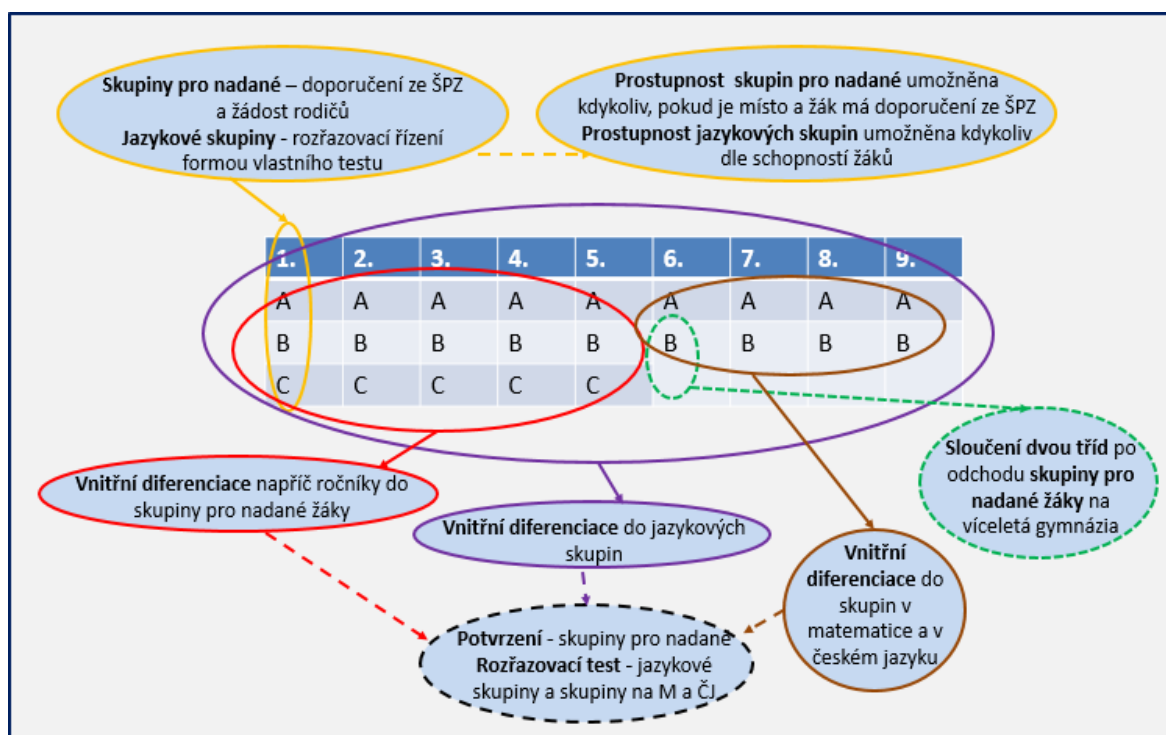 Skupiny pro nadané – doporučení ze ŠPZ
a žádost rodičů
Jazykové skupiny - rozřazovací řízení
formou vlastního testu
Prostupnost skupin pro nadané umožněna
kdykoliv, pokud je místo a žák má doporučení ze ŠPZ
Prostupnost jazykových skupin umožněna kdykoliv
dle schopností žáků
1. 2. 3. 4. 5. 6. 7. 8. 9.
A A A A A A A A A
B B B B B B B B B
C C C C C
Vnitřní diferenciace napříč ročníky do
skupiny pro nadané žáky
Vnitřní diferenciace do jazykových
skupin
Sloučení dvou tříd po
odchodu skupiny pro
nadané žáky na
víceletá gymnázia
Vnitřní
diferenciace do
skupin v
matematice a v
českém jazyku
Potvrzení - skupiny pro nadané
Rozřazovací test - jazykové
skupiny a skupiny na M a ČJ